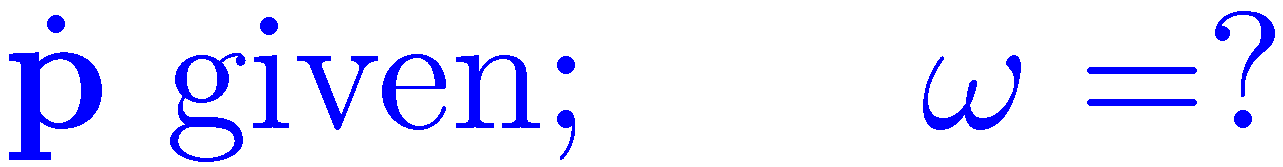 ṗ given; ω =?